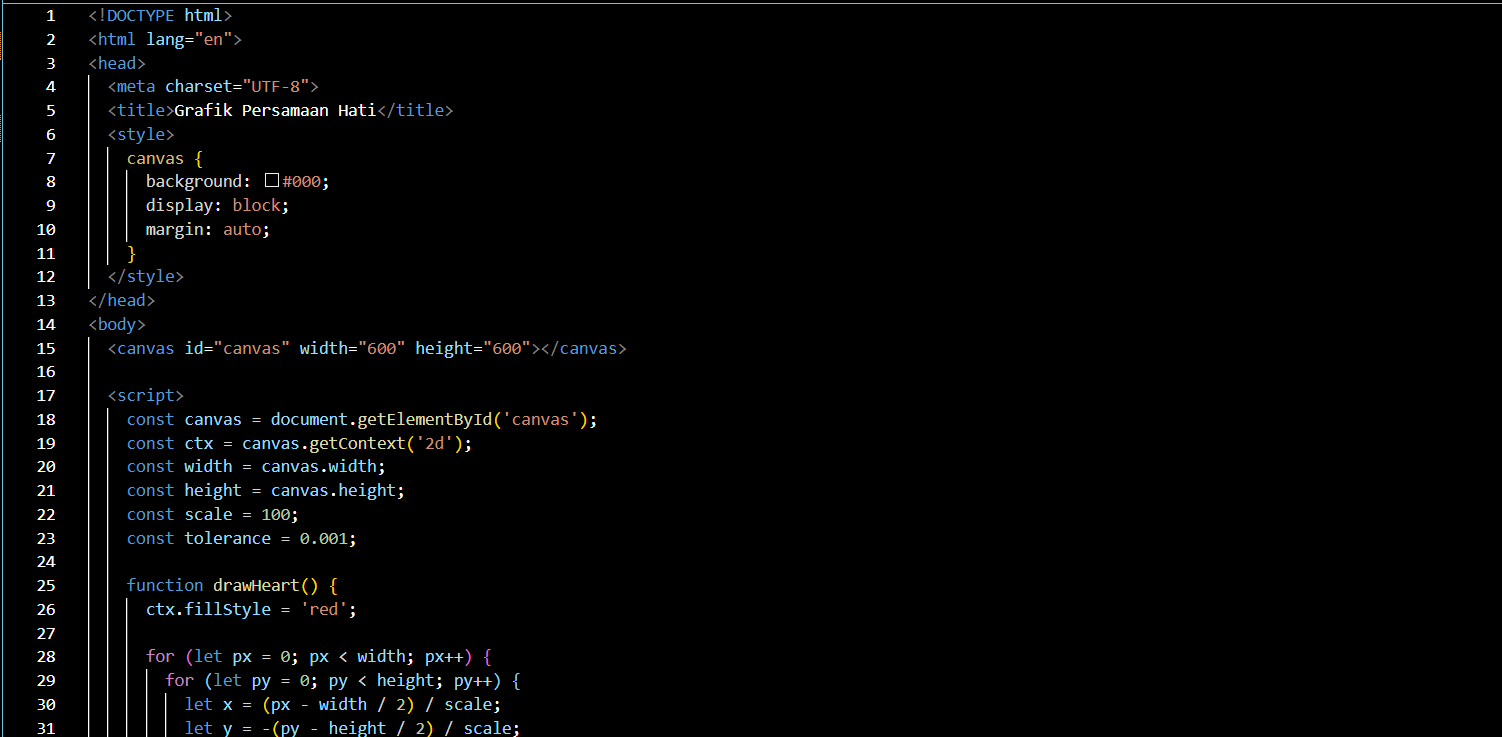 1 <!DOCTYPE html>
2 <html lang="en">
3 <head>
4 <meta charset="UTF-8">
5 <title>Grafik Persamaan Hati</title>
6 <style>
7 canvas {
8 background: #000;
9 display: block;
10 margin: auto;
11 }
12 </style>
13 </head>
14 <body>
15 <canvas id="canvas" width="600" height="600"></canvas>
16
17 <script>
18 const canvas = document.getElementById('canvas');
19 const ctx = canvas.getContext('2d');
20 const width = canvas.width;
21 const height = canvas.height;
22 const scale = 100;
23 const tolerance = 0.001;
24
25 function drawHeart() {
26 ctx.fillStyle = 'red';
27
28 for (let px = 0; px < width; px++) {
29 for (let py = 0; py < height; py++) {
30 let x = (px - width / 2) / scale;
31 let y = -(py - height / 2) / scale;